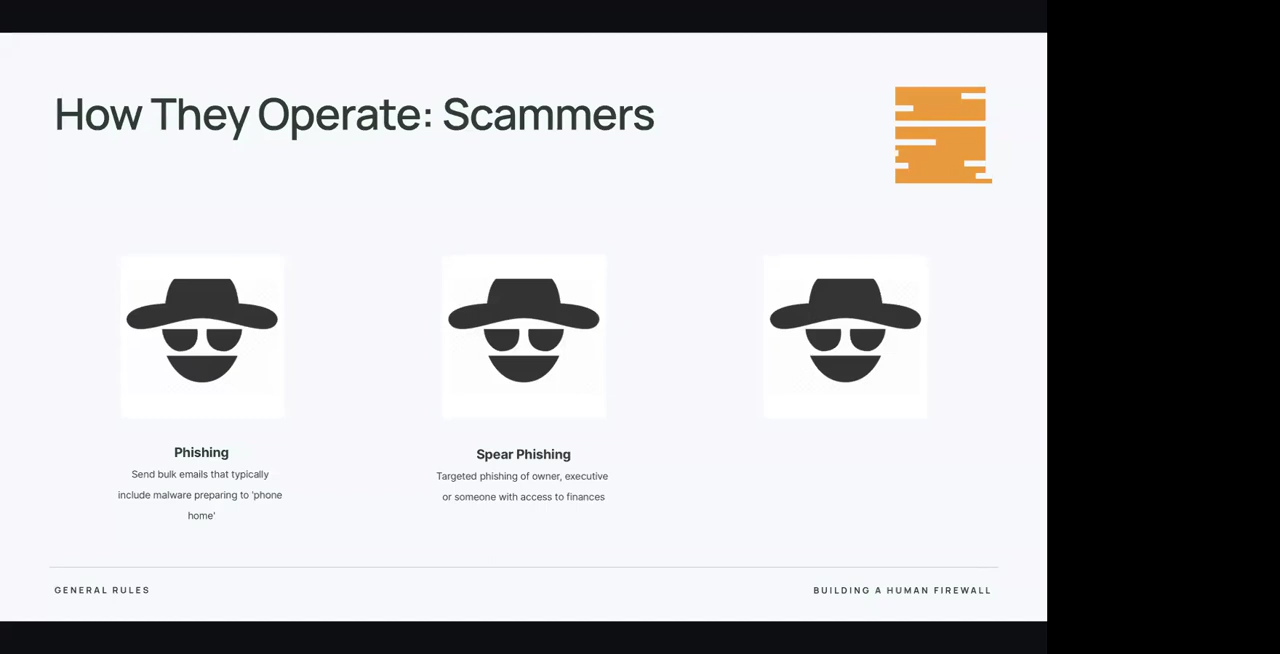 How They Operate: Scammers
Phishing
Send bulk emails that typically
include malware preparing to 'phone
home'
Spear Phishing
Targeted phishing of owner, executive
or someone with access to finances
GENERAL RULES
BUILDING A HUMAN FIREWALL